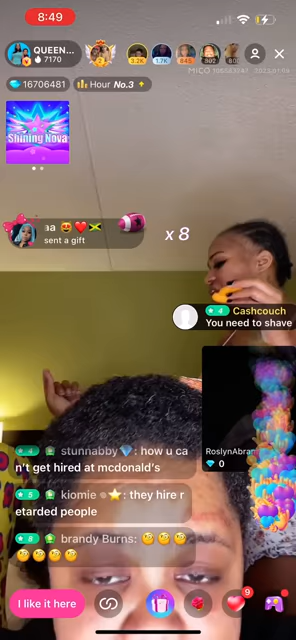 8:49
QUEEN...
7170
3.2K
1.7K
845
802
16706481
Hour No.3 +
MICO
Shining Nova
aa 😍❤️🇯🇲
sent a gift
x 8
4 Cashcouch
You need to shave
RoslynAbra
0
4 stunnabby💎: how u ca
n't get hired at mcdonald's
5 kiomie ⭐: they hire r
etarded people
8 brandy Burns: 🤔🤔🤔
🤔🤔🤔🤔
I like it here
9